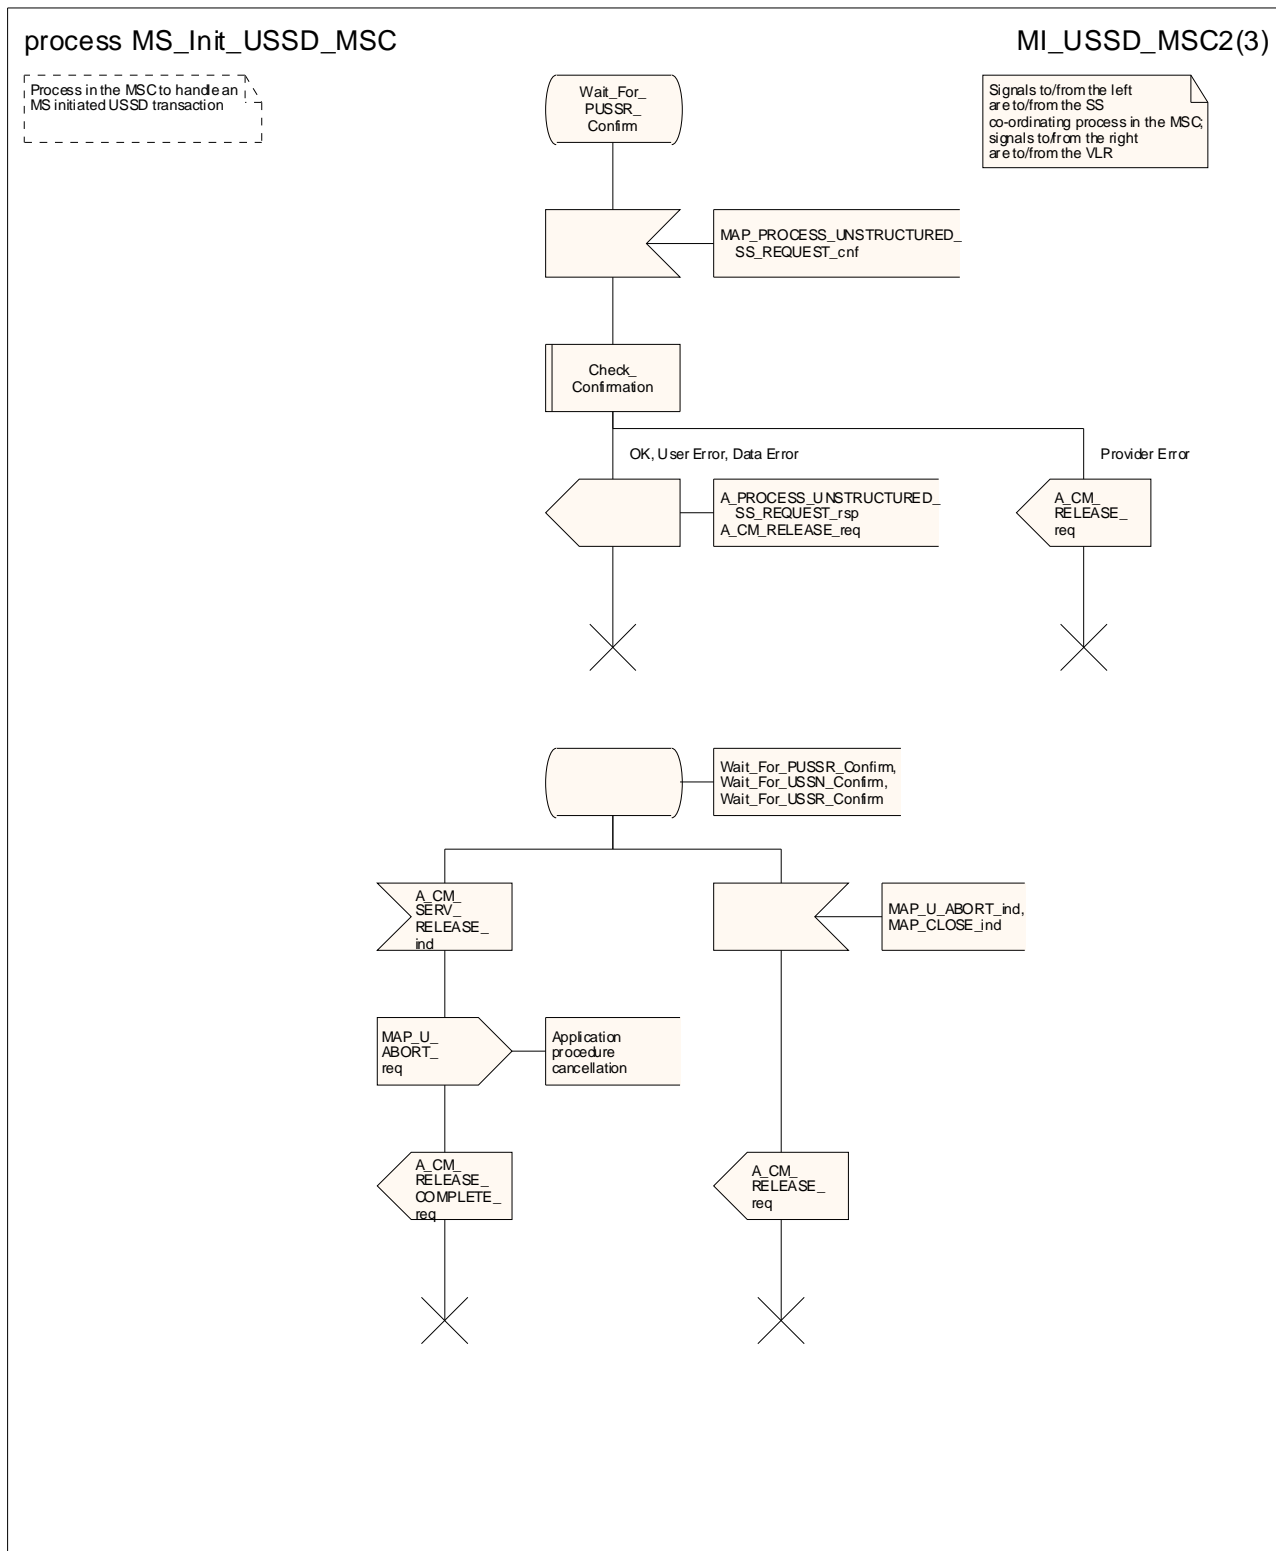 process MS_Init_USSD_MSC
MI_USSD_MSC2(3)
Process in the MSC to handle an
MS initiated USSD transaction
Wait_For_
PUSSR_
Confirm
Signals to/from the left
are to/from the SS
co-ordinating process in the MSC;
signals to/from the right
are to/from the VLR
MAP_PROCESS_UNSTRUCTURED_
SS_REQUEST_cnf
Check_
Confirmation
OK, User Error, Data Error
Provider Error
A_PROCESS_UNSTRUCTURED_
SS_REQUEST_rsp
A_CM_RELEASE_req
A_CM_
RELEASE_
req
Wait_For_PUSSR_Confirm,
Wait_For_USSN_Confirm,
Wait_For_USSR_Confirm
A_CM_
SERV_
RELEASE_
ind
MAP_U_ABORT_ind,
MAP_CLOSE_ind
MAP_U_
ABORT_
req
Application
procedure
cancellation
A_CM_
RELEASE_
COMPLETE_
req
A_CM_
RELEASE_
req